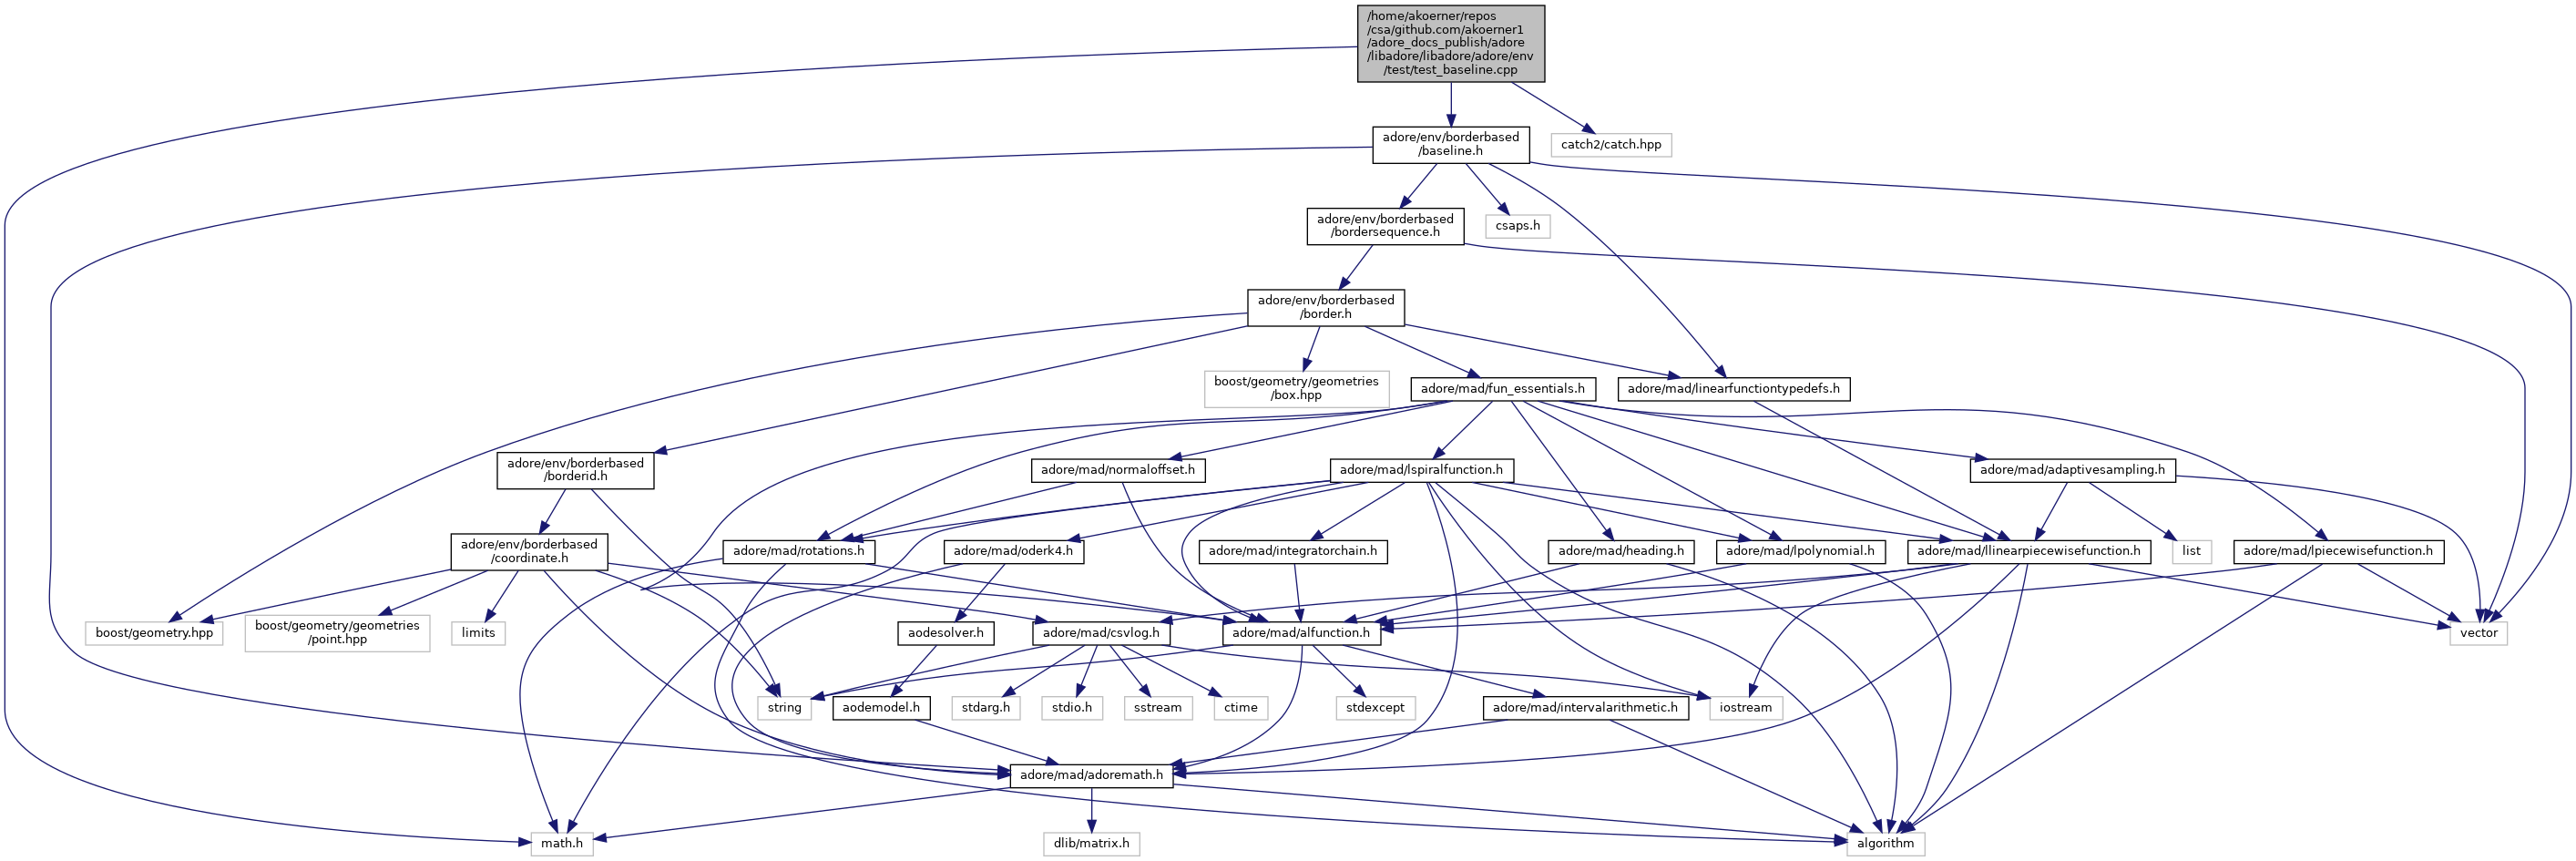 /home/akoerner/repos
/csa/github.com/akoerner1
/adore_docs_publish/adore
/libadore/libadore/adore/env
/test/test_baseline.cpp
adore/env/borderbased
/baseline.h
catch2/catch.hpp
adore/env/borderbased
/bordersequence.h
csaps.h
adore/env/borderbased
/border.h
boost/geometry/geometries
/box.hpp
adore/mad/fun_essentials.h
adore/mad/linearfunctiontypedefs.h
adore/env/borderbased
/borderid.h
adore/mad/normaloffset.h
adore/mad/lspiralfunction.h
adore/mad/adaptivesampling.h
adore/env/borderbased
/coordinate.h
adore/mad/rotations.h
adore/mad/oderk4.h
adore/mad/integratorchain.h
adore/mad/heading.h
adore/mad/lpolynomial.h
adore/mad/llinearpiecewisefunction.h
list
adore/mad/lpiecewisefunction.h
boost/geometry.hpp
boost/geometry/geometries
/point.hpp
limits
aodesolver.h
adore/mad/csvlog.h
adore/mad/alfunction.h
vector
string
aodemodel.h
stdarg.h
stdio.h
sstream
ctime
stdexcept
adore/mad/intervalarithmetic.h
iostream
adore/mad/adoremath.h
math.h
dlib/matrix.h
algorithm